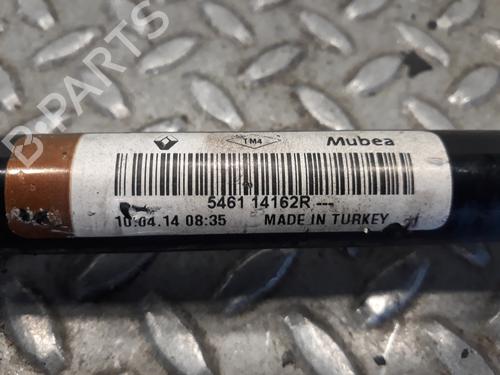 B-PARTS
TM4
Mubea
5461 14162R ---
10.04.14 08:35 MADE IN TURKEY